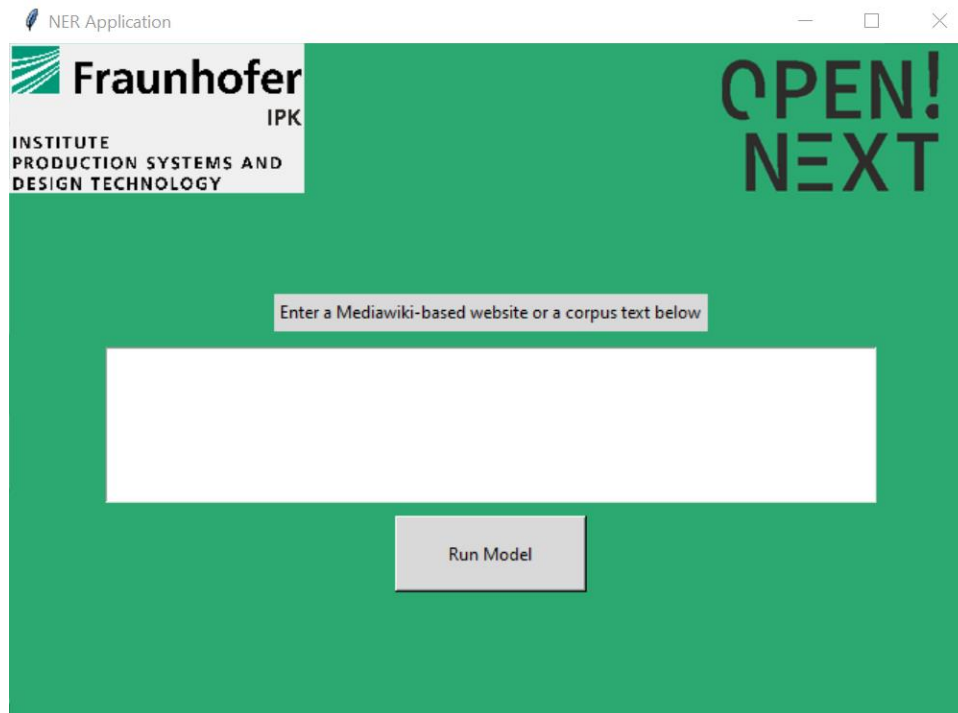 NER Application
Fraunhofer
IPK
INSTITUTE
PRODUCTION SYSTEMS AND
DESIGN TECHNOLOGY
OPEN!
NEXT
Enter a Mediawiki-based website or a corpus text below
Run Model